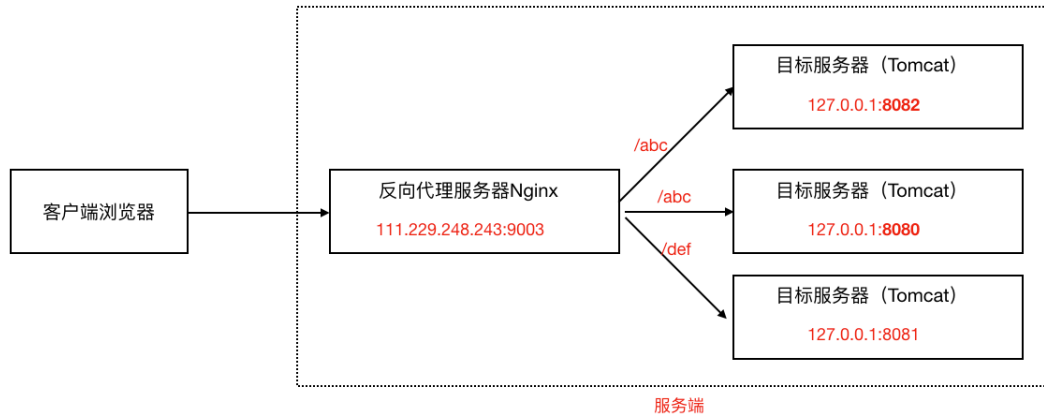 客户端浏览器
反向代理服务器Nginx
111.229.248.243:9003
/abc
/abc
/def
目标服务器（Tomcat）
127.0.0.1:8082
目标服务器（Tomcat）
127.0.0.1:8080
目标服务器（Tomcat）
127.0.0.1:8081
服务端